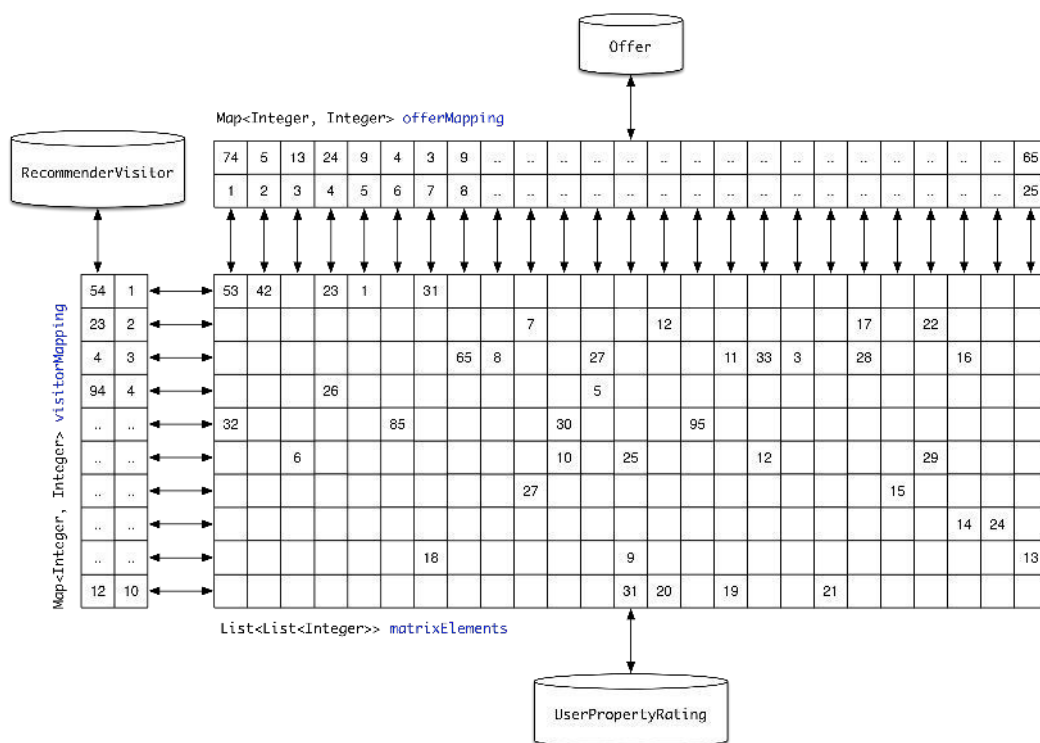 Offer
Map<Integer, Integer> offerMapping
RecommenderVisitor
74 5 13 24 9 4 3 9 .. .. .. .. .. .. .. .. .. .. .. .. .. .. .. .. 65
1 2 3 4 5 6 7 8 .. .. .. .. .. .. .. .. .. .. .. .. .. .. .. .. 25
Map<Integer, Integer> visitorMapping
54 1 53 42 23 1 31
23 2 7 12 17 22
4 3 65 8 27 11 33 3 28 16
94 4 26 5
.. .. 32 85 30 95
.. .. 6 10 25 12 29
.. .. 27 15
.. .. 14 24
.. .. 18 9 13
12 10 31 20 19 21
List<List<Integer>> matrixElements
UserPropertyRating